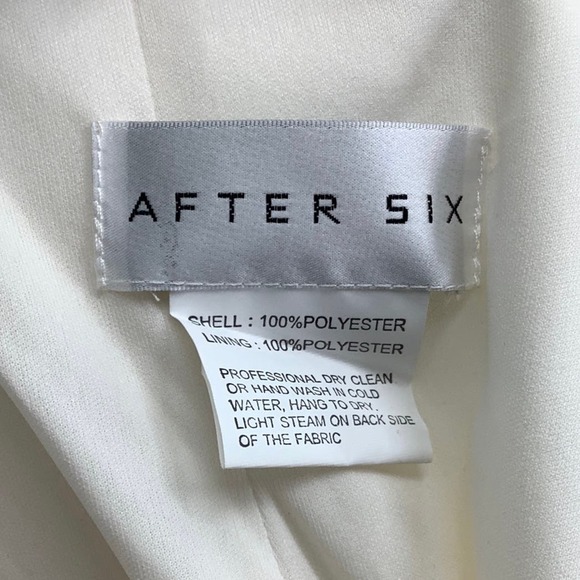 AFTER SIX
SHELL : 100%POLYESTER
LINING : 100%POLYESTER
PROFESSIONAL DRY CLEAN
OR HAND WASH IN COLD
WATER, HANG TO DRY.
LIGHT STEAM ON BACK SIDE
OF THE FABRIC